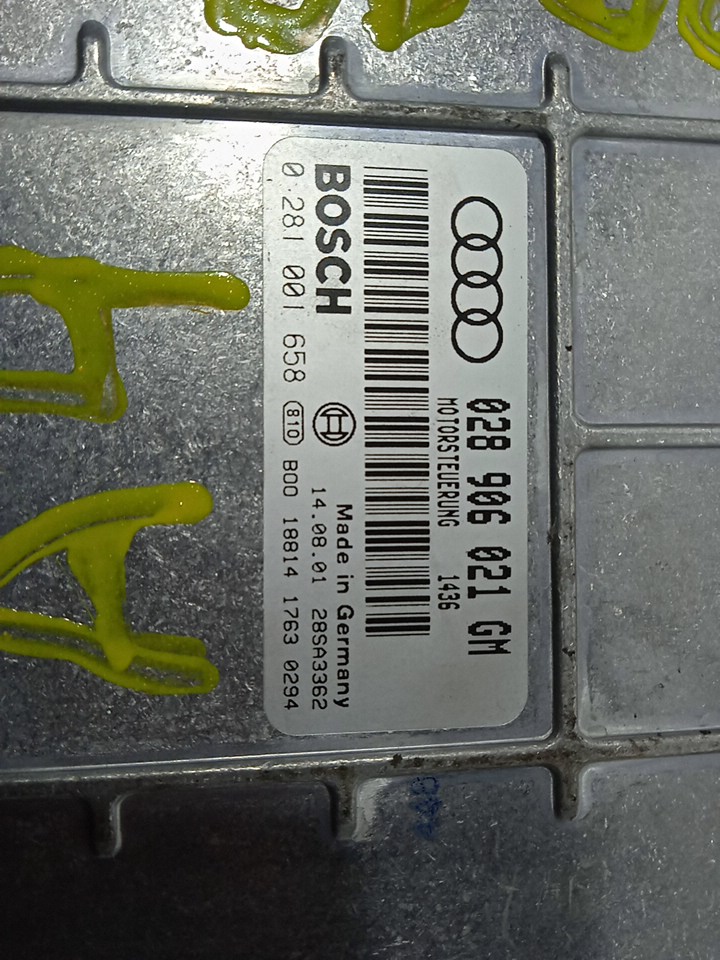 028 906 021 GM
MOTORSTEUERUNG 1436
BOSCH
Made in Germany
14.08.01 28SA3362
0 281 001 658 810 B00 18814 1763 0294